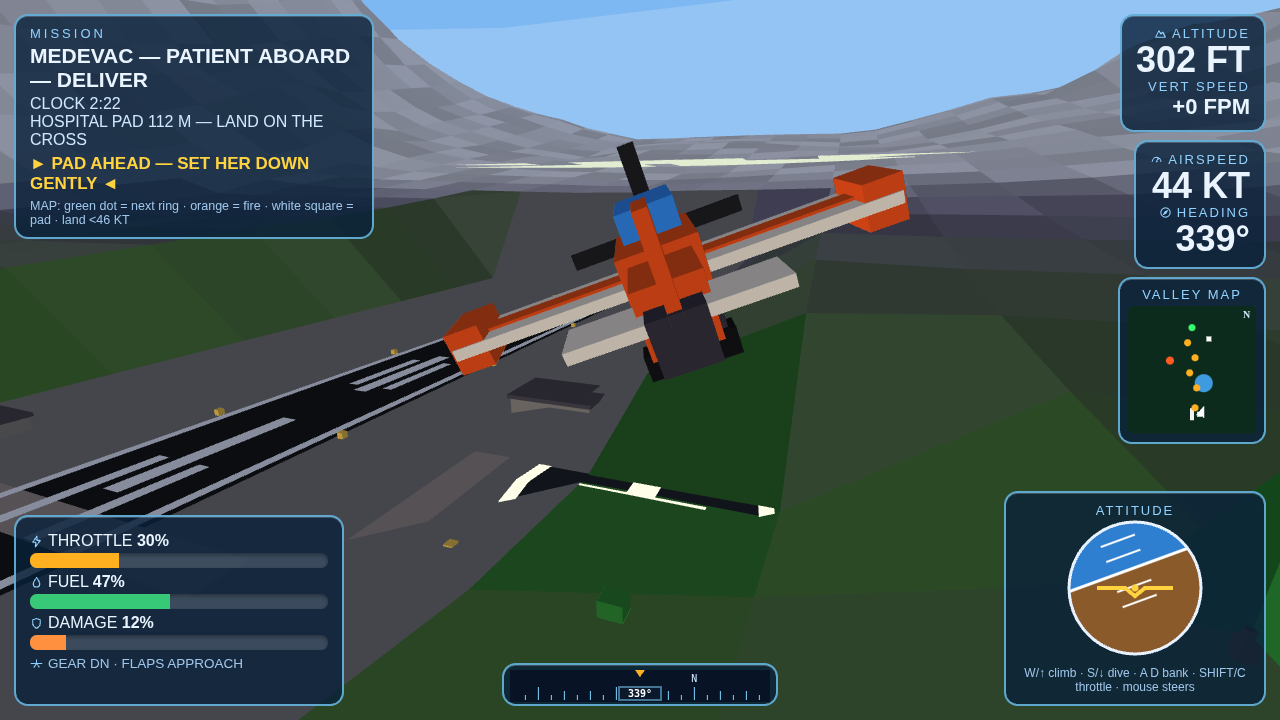 MISSION
MEDEVAC — PATIENT ABOARD
— DELIVER
CLOCK 2:22
HOSPITAL PAD 112 M — LAND ON THE
CROSS
► PAD AHEAD — SET HER DOWN
GENTLY ◄
MAP: green dot = next ring · orange = fire · white square =
pad · land <46 KT
ALTITUDE
302 FT
VERT SPEED
+0 FPM
AIRSPEED
44 KT
HEADING
339°
VALLEY MAP
N
THROTTLE 30%
FUEL 47%
DAMAGE 12%
GEAR DN · FLAPS APPROACH
N
339°
ATTITUDE
W/↑ climb · S/↓ dive · A D bank · SHIFT/C
throttle · mouse steers